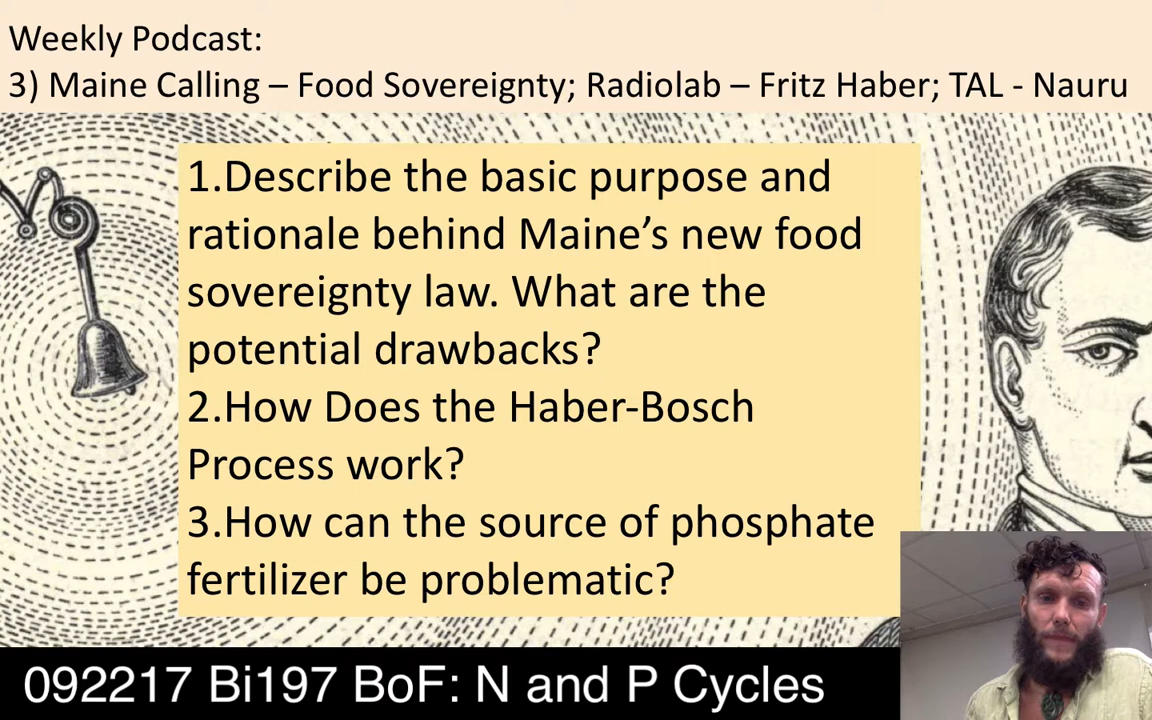 Weekly Podcast:
3) Maine Calling – Food Sovereignty; Radiolab – Fritz Haber; TAL - Nauru
1.Describe the basic purpose and
rationale behind Maine’s new food
sovereignty law. What are the
potential drawbacks?
2.How Does the Haber-Bosch
Process work?
3.How can the source of phosphate
fertilizer be problematic?
092217 Bi197 BoF: N and P Cycles